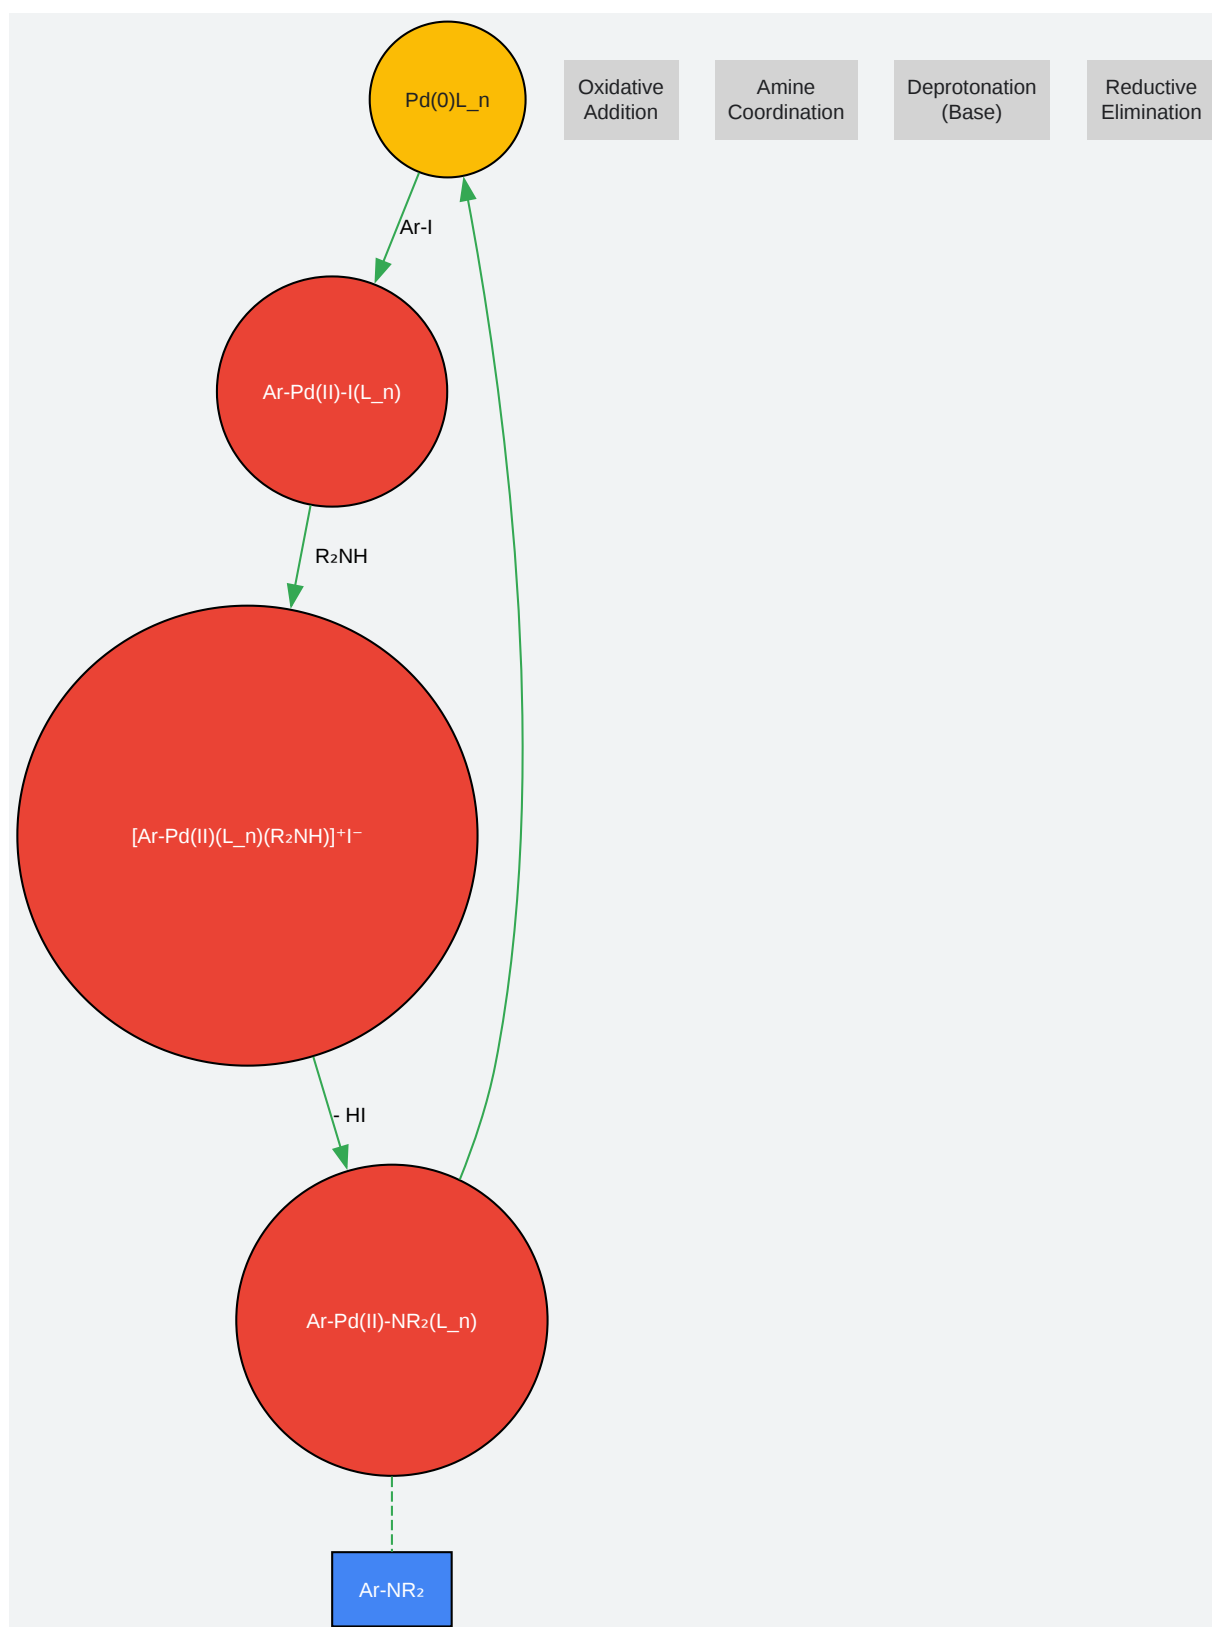 Pd(0)L_n
Oxidative
Addition
Amine
Coordination
Deprotonation
(Base)
Reductive
Elimination
Ar-I
Ar-Pd(II)-I(L_n)
R₂NH
[Ar-Pd(II)(L_n)(R₂NH)]⁺I⁻
- HI
Ar-Pd(II)-NR₂(L_n)
Ar-NR₂